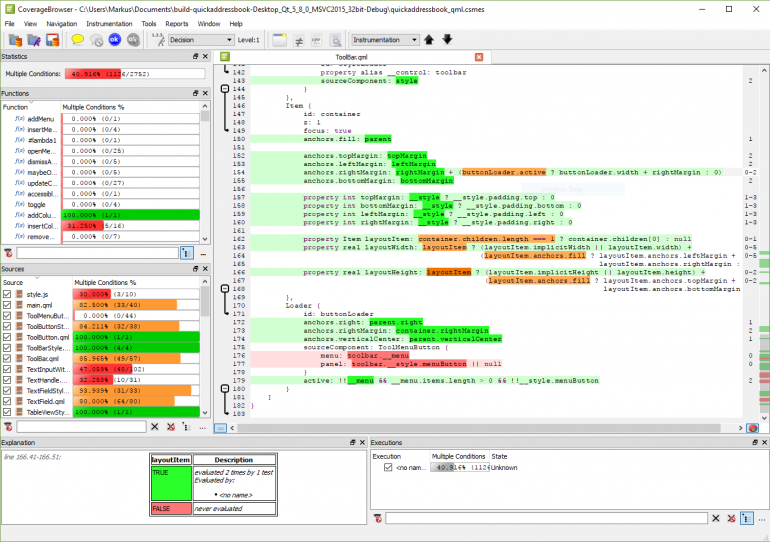 CoverageBrowser - C:\Users\Markus\Documents\build-quickaddressbook-Desktop_Qt_5_8_0_MSVC2015_32bit-Debug\quickaddressbook_qml.csmes
File View Navigation Instrumentation Tools Reports Window Help
Decision Level:1 Instrumentation
Statistics
Multiple Conditions: 40.916% (1126/2752)
Functions
Function Multiple Conditions %
f(x) addMenu 0.000% (0/1)
f(x) insertMe... 0.000% (0/4)
f(x) #lambda1 0.000% (0/1)
f(x) openMe... 0.000% (0/25)
f(x) dismissA... 0.000% (0/5)
f(x) maybeO... 0.000% (0/5)
f(x) updateC... 0.000% (0/27)
f(x) accessibl... 0.000% (0/1)
f(x) toggle 0.000% (0/4)
f(x) addColu... 100.000% (1/1)
f(x) insertCol... 31.250% (5/16)
f(x) remove... 0.000% (0/7)
Sources
Source Multiple Conditions %
style.js 30.000% (3/10)
main.qml 82.500% (33/40)
ToolMenuBu... 0.000% (0/44)
ToolButtonSt... 84.211% (32/38)
ToolButton.qml 100.000% (1/1)
ToolBarStyle.... 100.000% (4/4)
ToolBar.qml 85.965% (49/57)
TextInputWit... 47.059% (48/102)
TextHandle.... 32.258% (10/31)
TextFieldStyl... 93.939% (31/33)
TextField.qml 80.000% (64/80)
TableViewSty... 100.000% (1/1)
ToolBar.qml
142 property alias __control: toolbar
143 sourceComponent: style 2
144 }
145 },
146 Item {
147 id: container
148 z: 1
149 focus: true
150 anchors.fill: parent 1
152 anchors.topMargin: topMargin 2
153 anchors.leftMargin: leftMargin 2
154 anchors.rightMargin: rightMargin + (buttonLoader.active ? buttonLoader.width + rightMargin : 0) 0-2
155 anchors.bottomMargin: bottomMargin 2
157 property int topMargin: __style ? __style.padding.top : 0 1-3
158 property int bottomMargin: __style ? __style.padding.bottom : 0 1-3
159 property int leftMargin: __style ? __style.padding.left : 0 1-3
160 property int rightMargin: __style ? __style.padding.right : 0 1-3
162 property Item layoutItem: container.children.length === 1 ? container.children[0] : null 0-1
163 property real layoutWidth: layoutItem ? (layoutItem.implicitWidth || layoutItem.width) + 0-5
164 (layoutItem.anchors.fill ? layoutItem.anchors.leftMargin + 0-5
165 layoutItem.anchors.rightMargin :
166 property real layoutHeight: layoutItem ? (layoutItem.implicitHeight || layoutItem.height) + 0-2
167 (layoutItem.anchors.fill ? layoutItem.anchors.topMargin + 0-2
168 layoutItem.anchors.bottomMargin
169 },
170 Loader {
171 id: buttonLoader
172 anchors.right: parent.right 1
173 anchors.rightMargin: container.rightMargin 2
174 anchors.verticalCenter: parent.verticalCenter 1
175 sourceComponent: ToolMenuButton {
176 menu: toolbar.__menu 0
177 panel: toolbar.__style.menuButton || null 0
178 }
179 active: !!__menu && __menu.items.length > 0 && !!__style.menuButton 2
180 }
181 ]
182 }
183
Explanation
line 166.41-166.51:
layoutItem Description
TRUE evaluated 2 times by 1 test
Evaluated by:
• <no name>
FALSE never evaluated
Executions
Execution Multiple Conditions State
<no nam... 40.916% (1126 Unknown